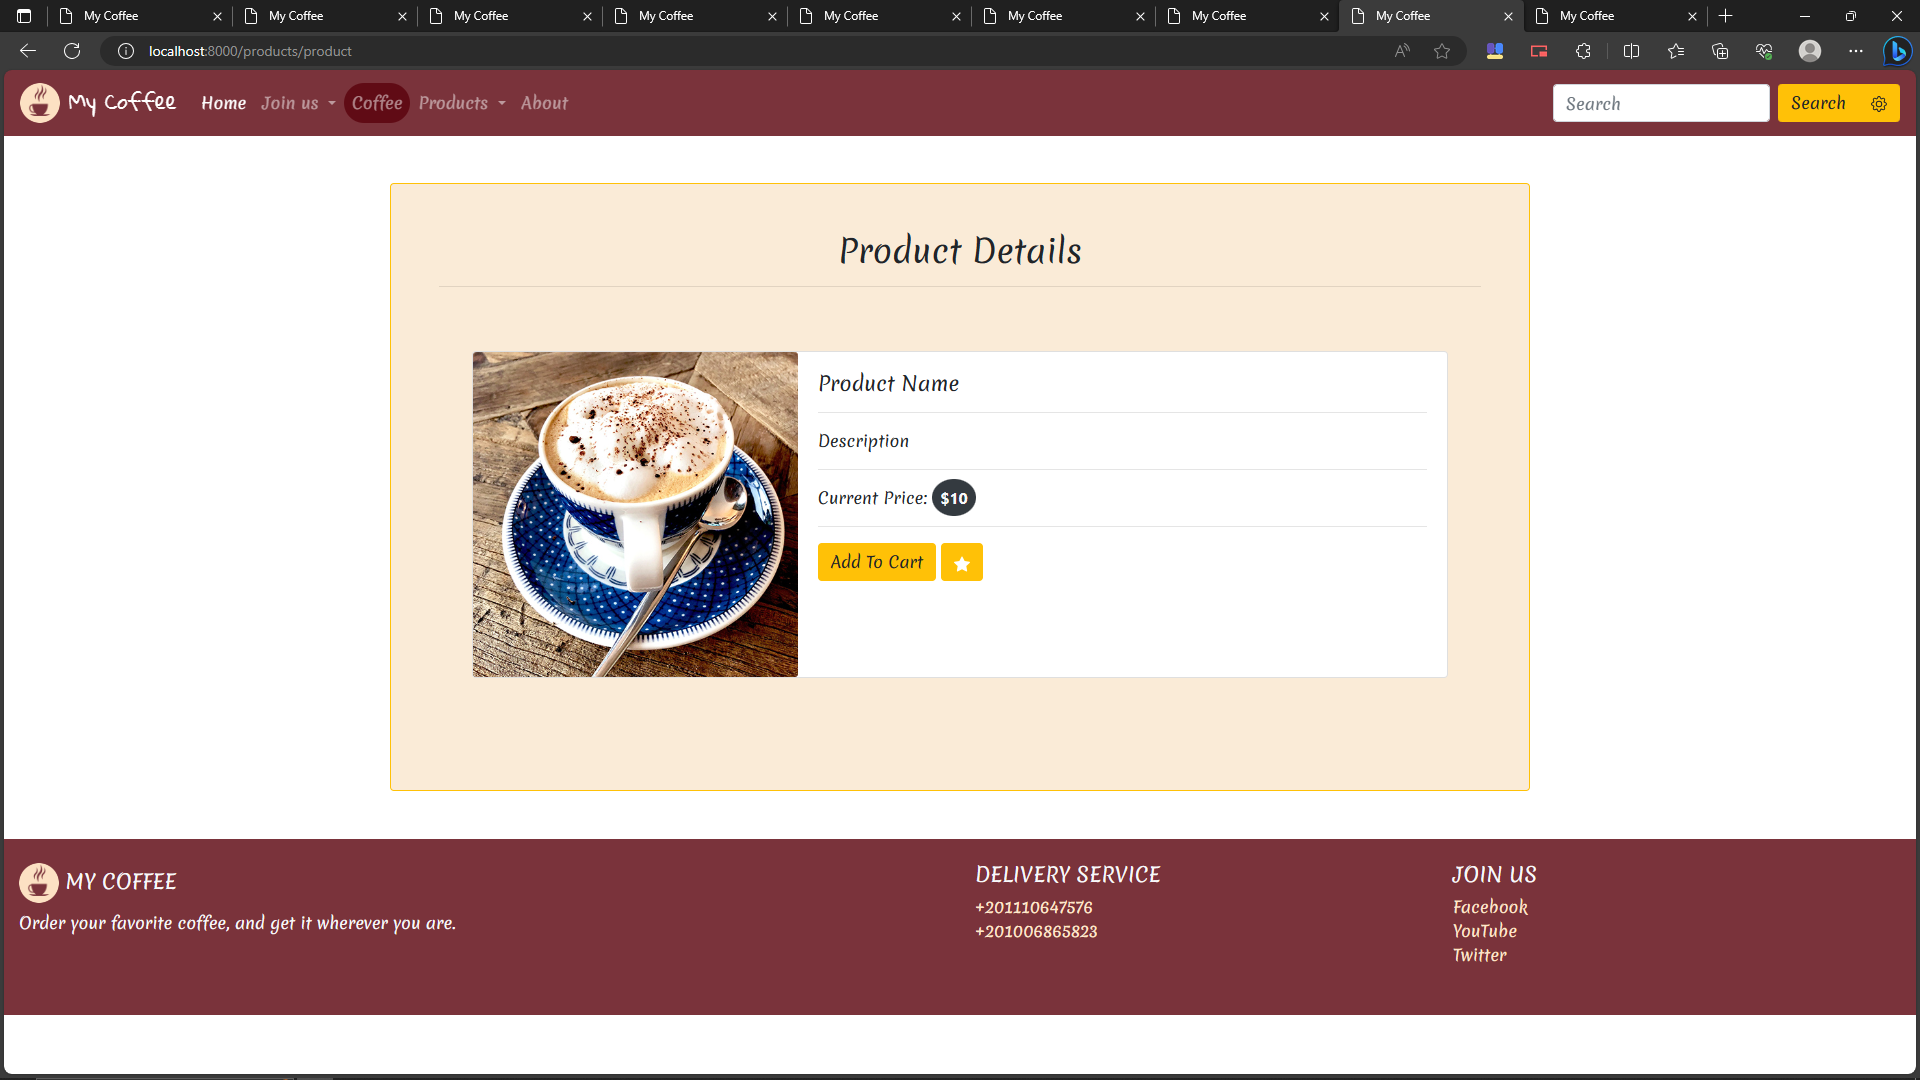 My Coffee
My Coffee
My Coffee
My Coffee
My Coffee
My Coffee
My Coffee
My Coffee
My Coffee
localhost:8000/products/product
My Coffee Home Join us Coffee Products About Search Search
Product Details
Product Name
Description
Current Price: $10
Add To Cart
MY COFFEE
Order your favorite coffee, and get it wherever you are.
DELIVERY SERVICE
+201110647576
+201006865823
JOIN US
Facebook
YouTube
Twitter